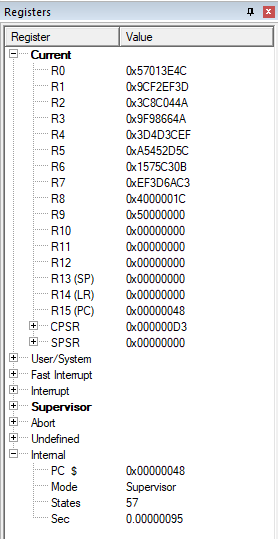 Registers
Register Value
Current
R0 0x57013E4C
R1 0x9CF2EF3D
R2 0x3C8C044A
R3 0x9F98664A
R4 0x3D4D3CEF
R5 0xA5452D5C
R6 0x1575C30B
R7 0xEF3D6AC3
R8 0x4000001C
R9 0x50000000
R10 0x00000000
R11 0x00000000
R12 0x00000000
R13 (SP) 0x00000000
R14 (LR) 0x00000000
R15 (PC) 0x00000048
CPSR 0x000000D3
SPSR 0x00000000
User/System
Fast Interrupt
Interrupt
Supervisor
Abort
Undefined
Internal
PC $ 0x00000048
Mode Supervisor
States 57
Sec 0.00000095